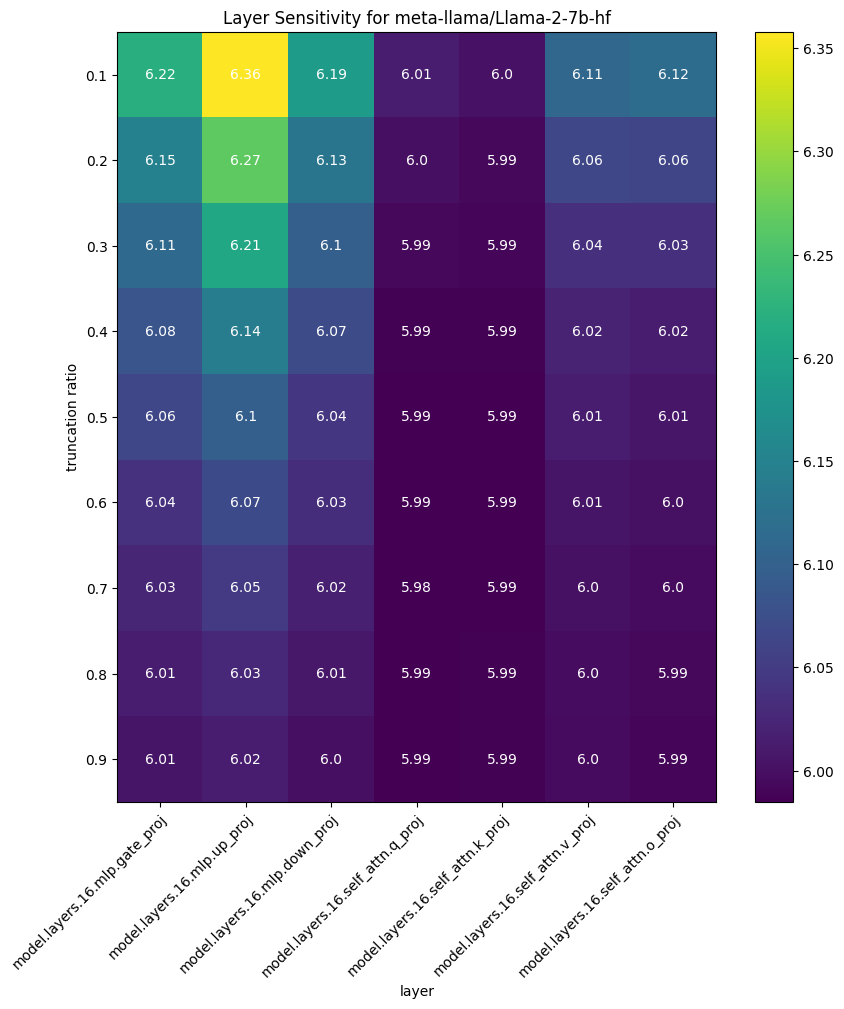 Layer Sensitivity for meta-llama/Llama-2-7b-hf
0.1 6.22 6.36 6.19 6.01 6.0 6.11 6.12
0.2 6.15 6.27 6.13 6.0 5.99 6.06 6.06
0.3 6.11 6.21 6.1 5.99 5.99 6.04 6.03
0.4 6.08 6.14 6.07 5.99 5.99 6.02 6.02
0.5 6.06 6.1 6.04 5.99 5.99 6.01 6.01
0.6 6.04 6.07 6.03 5.99 5.99 6.01 6.0
0.7 6.03 6.05 6.02 5.98 5.99 6.0 6.0
0.8 6.01 6.03 6.01 5.99 5.99 6.0 5.99
0.9 6.01 6.02 6.0 5.99 5.99 6.0 5.99
truncation ratio
model.layers.16.mlp.gate_proj
model.layers.16.mlp.up_proj
model.layers.16.mlp.down_proj
model.layers.16.self_attn.q_proj
model.layers.16.self_attn.k_proj
model.layers.16.self_attn.v_proj
model.layers.16.self_attn.o_proj
layer
6.35
6.30
6.25
6.20
6.15
6.10
6.05
6.00